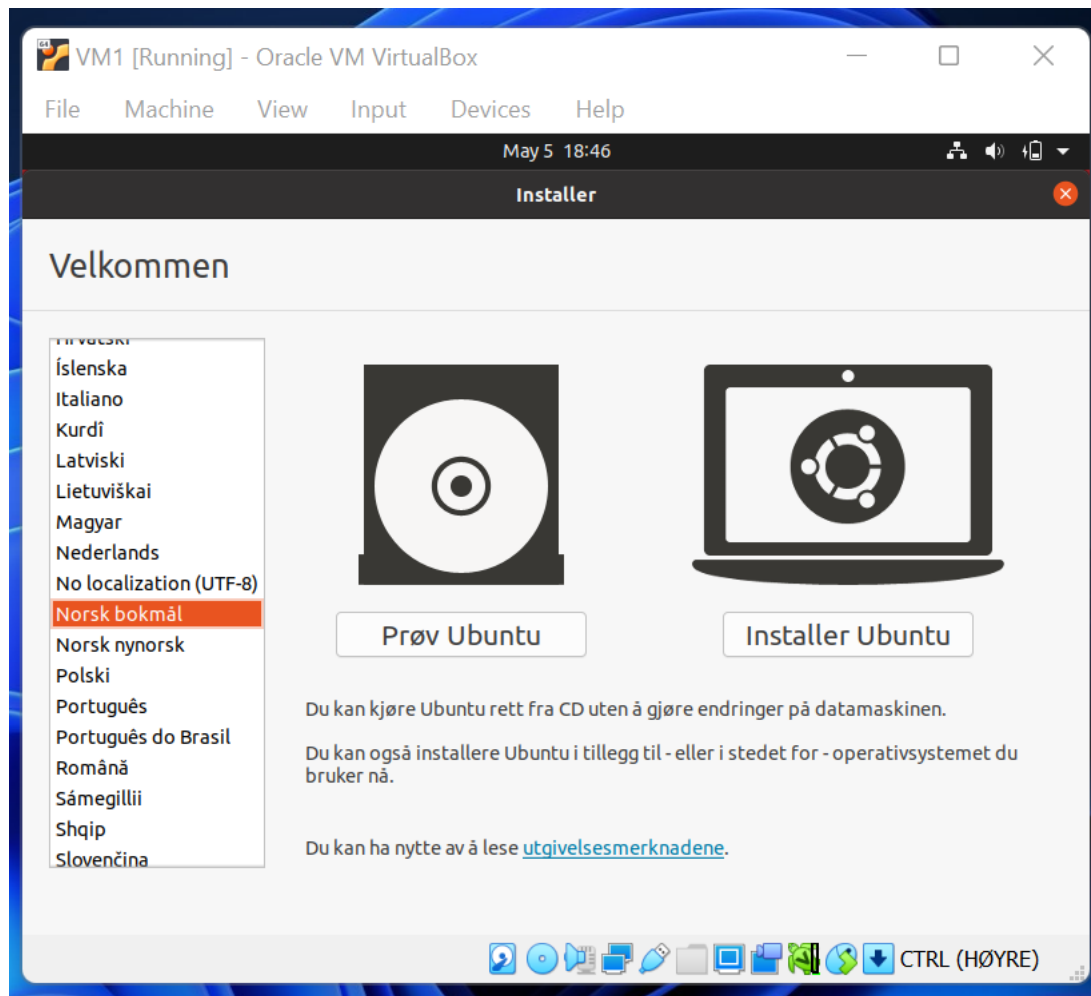 VM1 [Running] - Oracle VM VirtualBox
File Machine View Input Devices Help
May 5 18:46
Installer
Velkommen
Hrvatski
Íslenska
Italiano
Kurdî
Latviski
Lietuviškai
Magyar
Nederlands
No localization (UTF-8)
Norsk bokmål
Norsk nynorsk
Polski
Português
Português do Brasil
Română
Sámegillii
Shqip
Slovenčina
Prøv Ubuntu
Installer Ubuntu
Du kan kjøre Ubuntu rett fra CD uten å gjøre endringer på datamaskinen.
Du kan også installere Ubuntu i tillegg til - eller i stedet for - operativsystemet du
bruker nå.
Du kan ha nytte av å lese utgivelsesmerknadene.
CTRL (HØYRE)